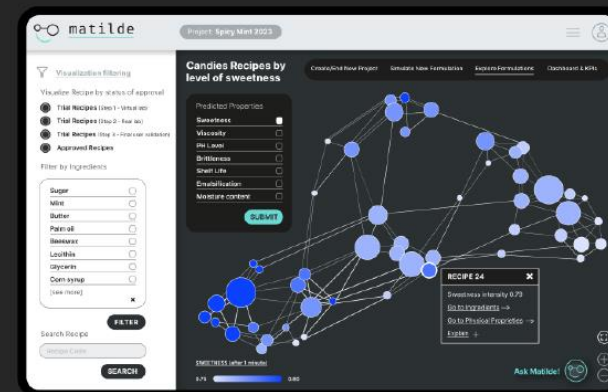 matilde
Project: Spicy Mint 2023
Visualization filtering
Visualize Recipe by status of approval
Trial Recipes (Step 1 - Virtual lab)
Trial Recipes (Step 2 - Real lab)
Trial Recipes (Step 3 - Final user validation)
Approved Recipes
Filter by Ingredients
Sugar
Mint
Butter
Palm oil
Beeswax
Lecithin
Glycerin
Corn syrup
[see more]
FILTER
Search Recipe
Recipe Code
SEARCH
Candies Recipes by
level of sweetness
Create/End New Project
Simulate New Formulation
Explore Formulations
Dashboard & KPIs
Predicted Properties
Sweetness
Viscosity
PH Level
Brittleness
Shelf Life
Emulsification
Moisture content
SUBMIT
RECIPE 24
Sweetness intensity 0.79
Go to Ingredients
Go to Physical Proprieties
Explain +
SWEETNESS (after 1 minute)
0.75
0.80
Ask Matilde!